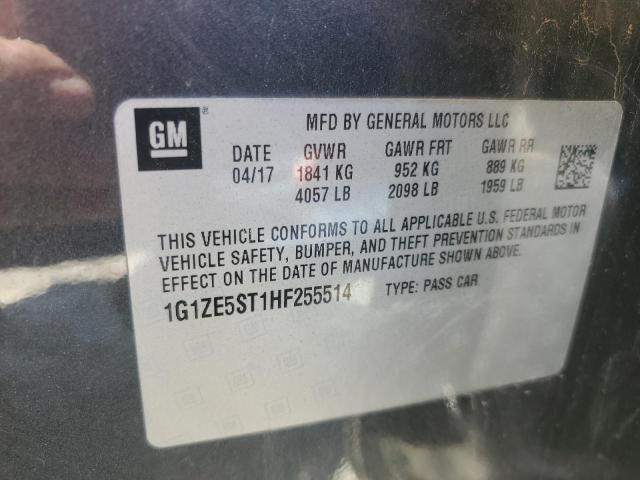 GM
MFD BY GENERAL MOTORS LLC
DATE GVWR GAWR FRT GAWR RR
04/17 1841 KG 952 KG 889 KG
4057 LB 2098 LB 1959 LB
THIS VEHICLE CONFORMS TO ALL APPLICABLE U.S. FEDERAL MOTOR
VEHICLE SAFETY, BUMPER, AND THEFT PREVENTION STANDARDS IN
EFFECT ON THE DATE OF MANUFACTURE SHOWN ABOVE.
1G1ZE5ST1HF255514 TYPE: PASS CAR